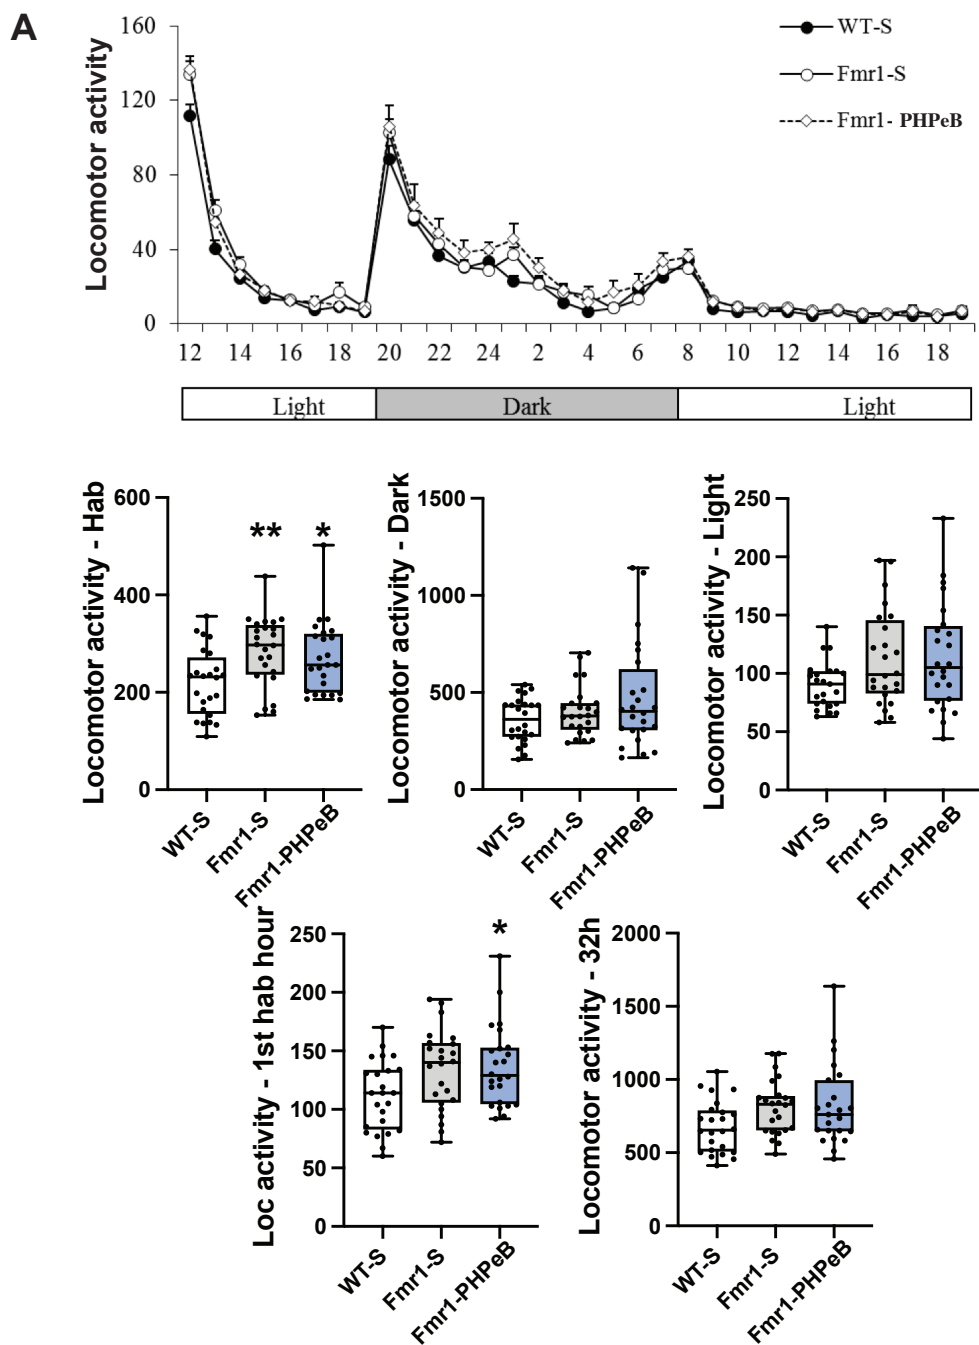 A
Locomotor activity
160
120
80
40
0
WT-S
Fmr1-S
Fmr1- PHPeB
12 14 16 18 20 22 24 2 4 6 8 10 12 14 16 18
Light Dark Light
Locomotor activity - Hab
600
400
200
0
** *
WT-S Fmr1-S Fmr1-PHPeB
Locomotor activity - Dark
1500
1000
500
0
WT-S Fmr1-S Fmr1-PHPeB
Locomotor activity - Light
250
200
150
100
50
0
WT-S Fmr1-S Fmr1-PHPeB
Loc activity - 1st hab hour
250
200
150
100
50
0
*
WT-S Fmr1-S Fmr1-PHPeB
Locomotor activity - 32h
2000
1500
1000
500
0
WT-S Fmr1-S Fmr1-PHPeB